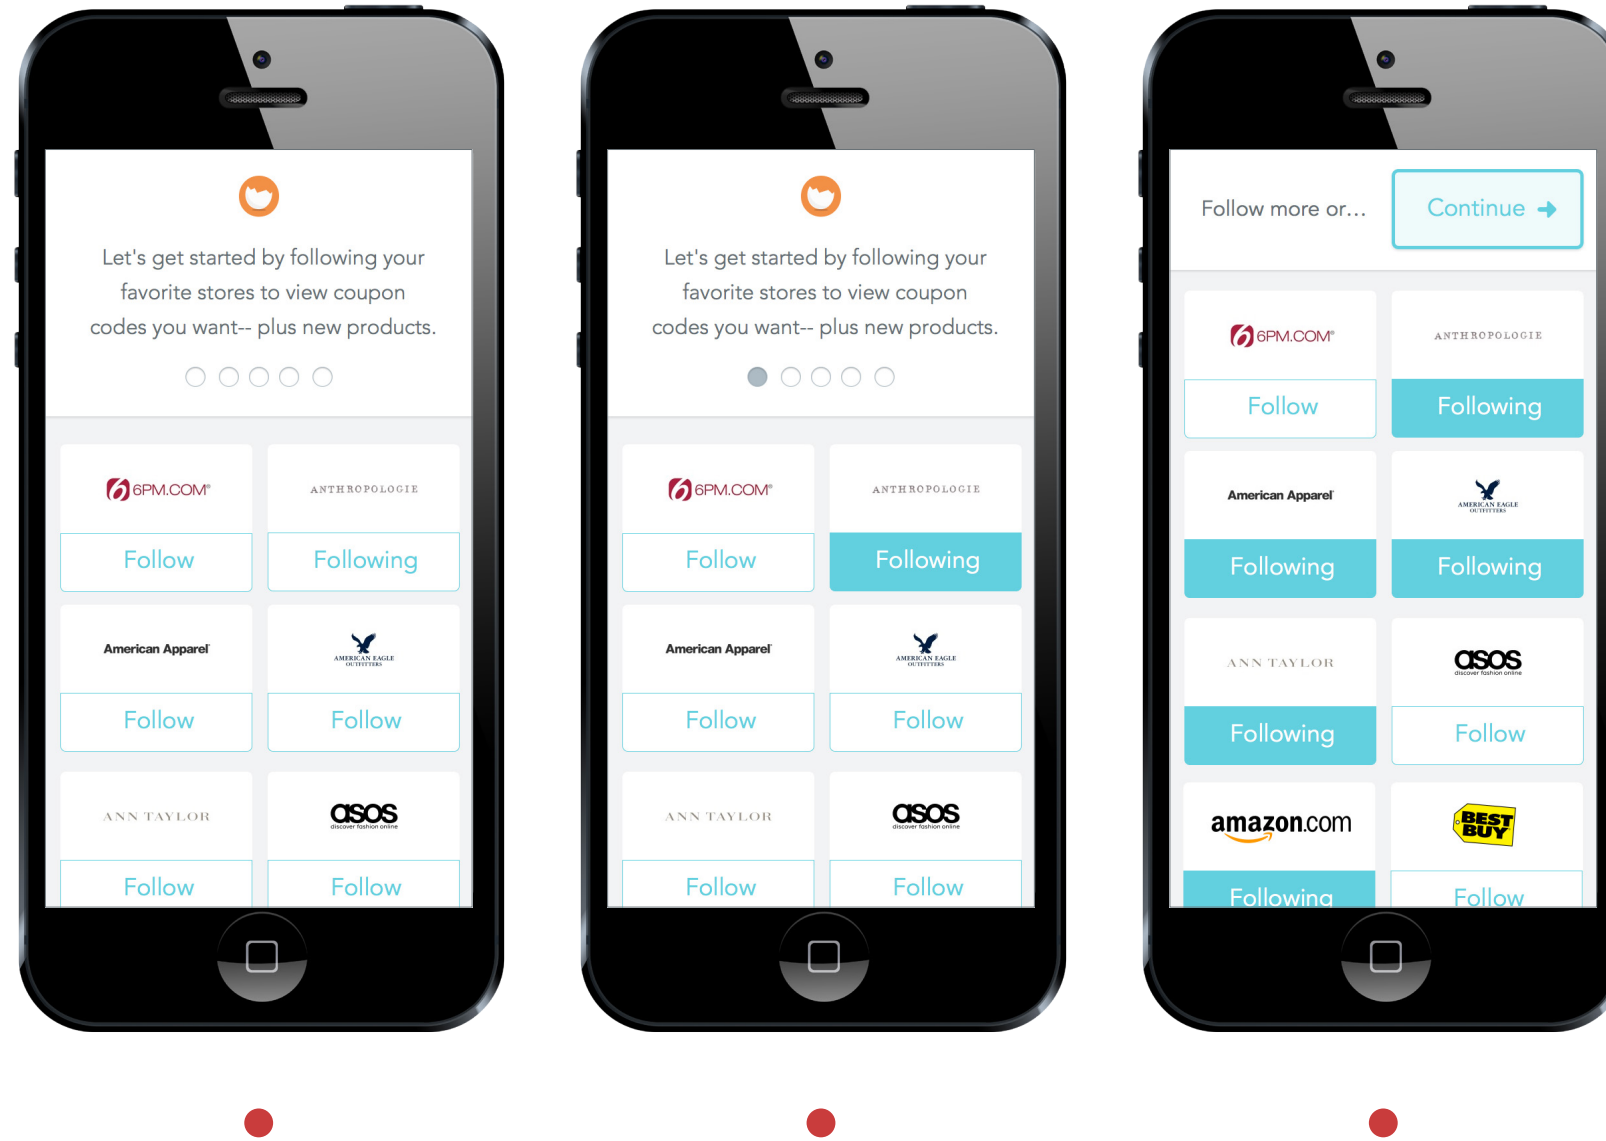 Let's get started by following your
favorite stores to view coupon
codes you want-- plus new products.
6PM.COM®
ANTHROPOLOGIE
Follow
Following
American Apparel®
AMERICAN EAGLE
OUTFITTERS
Follow
Follow
ANN TAYLOR
asos
discover fashion online
Follow
Follow
Let's get started by following your
favorite stores to view coupon
codes you want-- plus new products.
6PM.COM®
ANTHROPOLOGIE
Follow
Following
American Apparel®
AMERICAN EAGLE
OUTFITTERS
Follow
Follow
ANN TAYLOR
asos
discover fashion online
Follow
Follow
Follow more or...
Continue
6PM.COM®
ANTHROPOLOGIE
Follow
Following
American Apparel®
AMERICAN EAGLE
OUTFITTERS
Following
Following
ANN TAYLOR
asos
discover fashion online
Following
Follow
amazon.com
BEST
BUY
Following
Follow